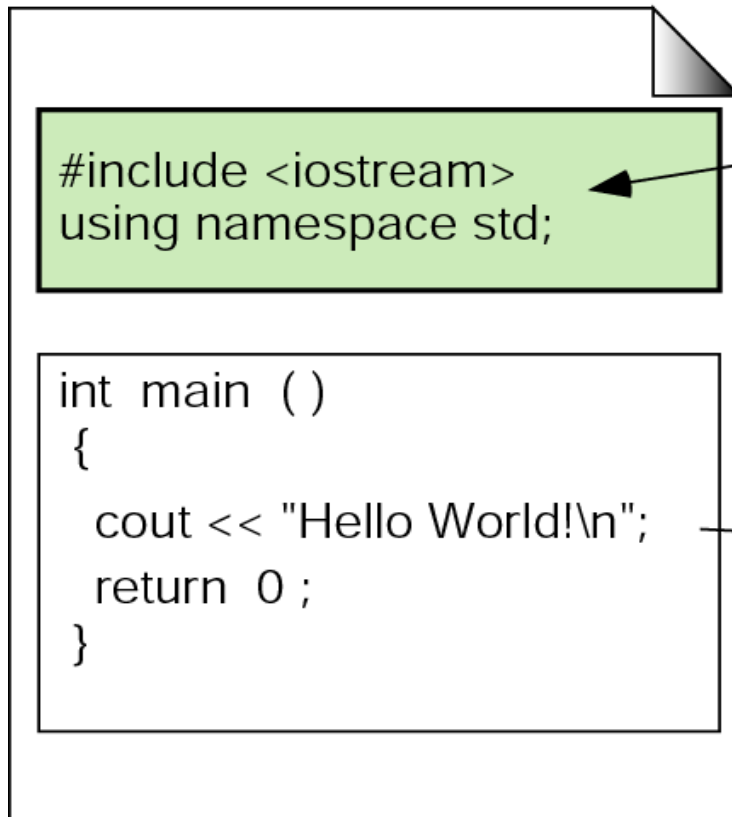 #include <iostream>
using namespace std;
int main ( )
{
cout << "Hello World!\n";
return 0 ;
}